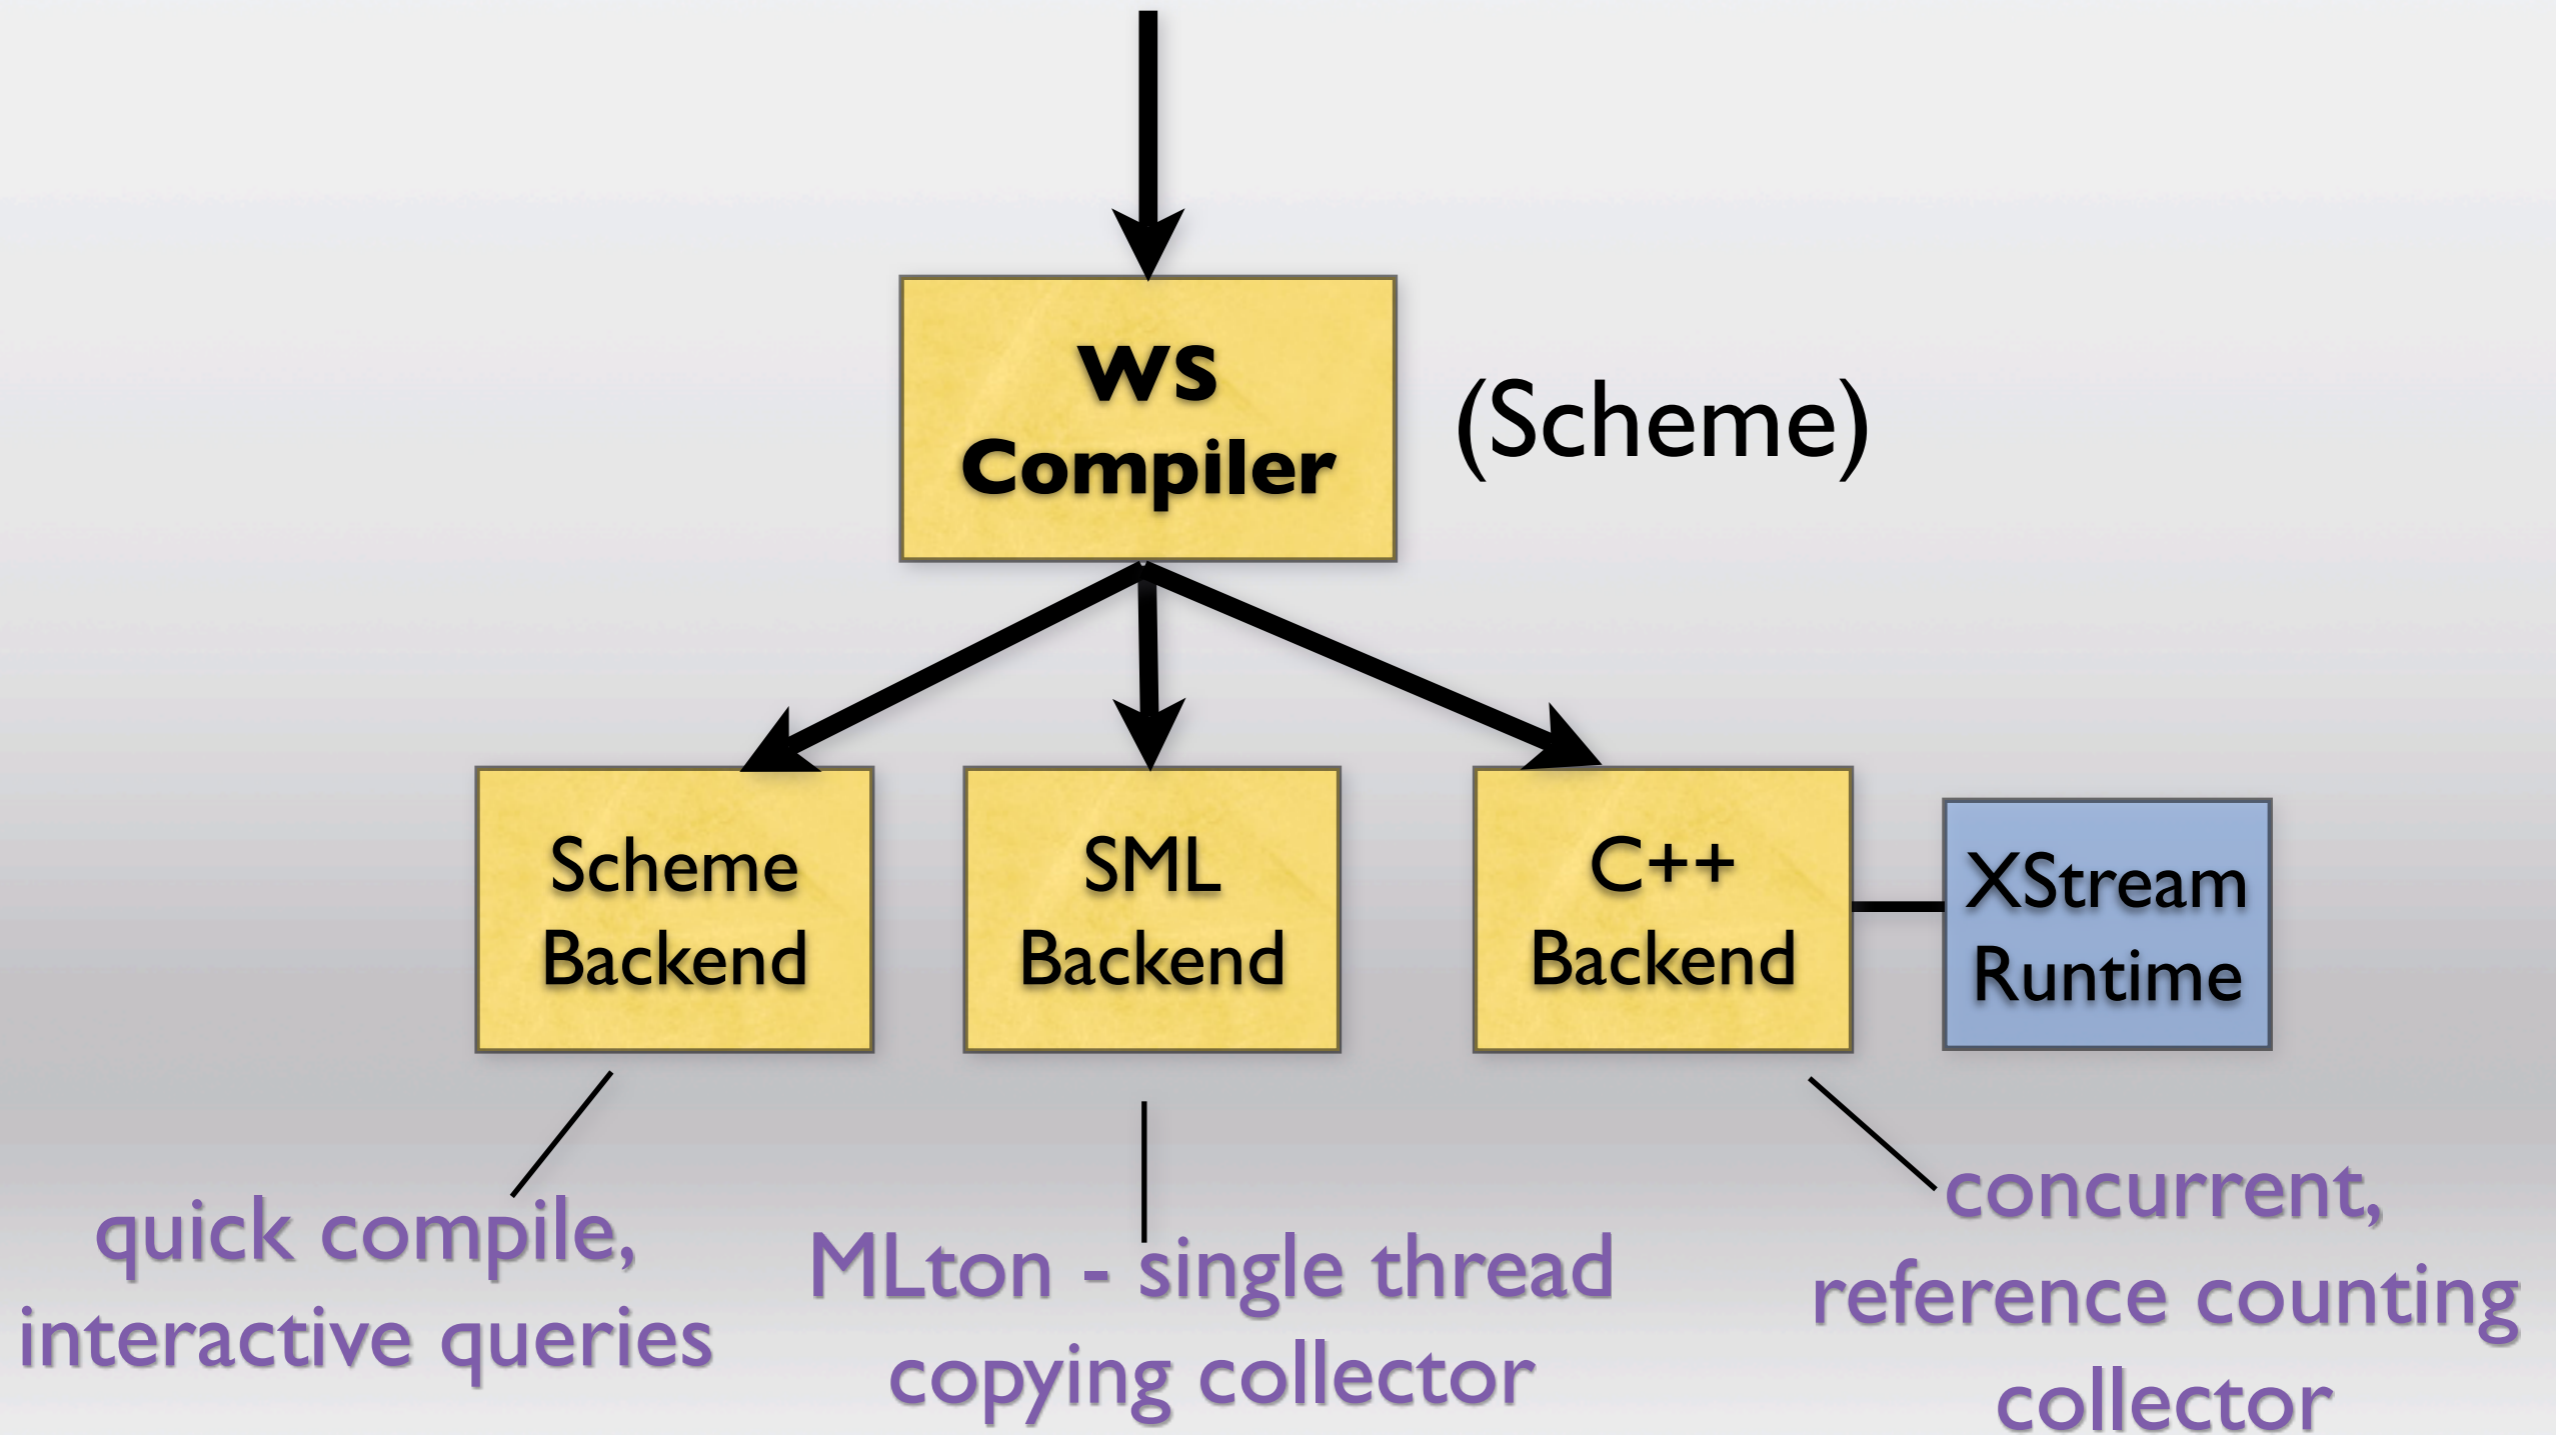 WS
Compiler
(Scheme)
Scheme
Backend
SML
Backend
C++
Backend
XStream
Runtime
quick compile,
interactive queries
MLton - single thread
copying collector
concurrent,
reference counting
collector